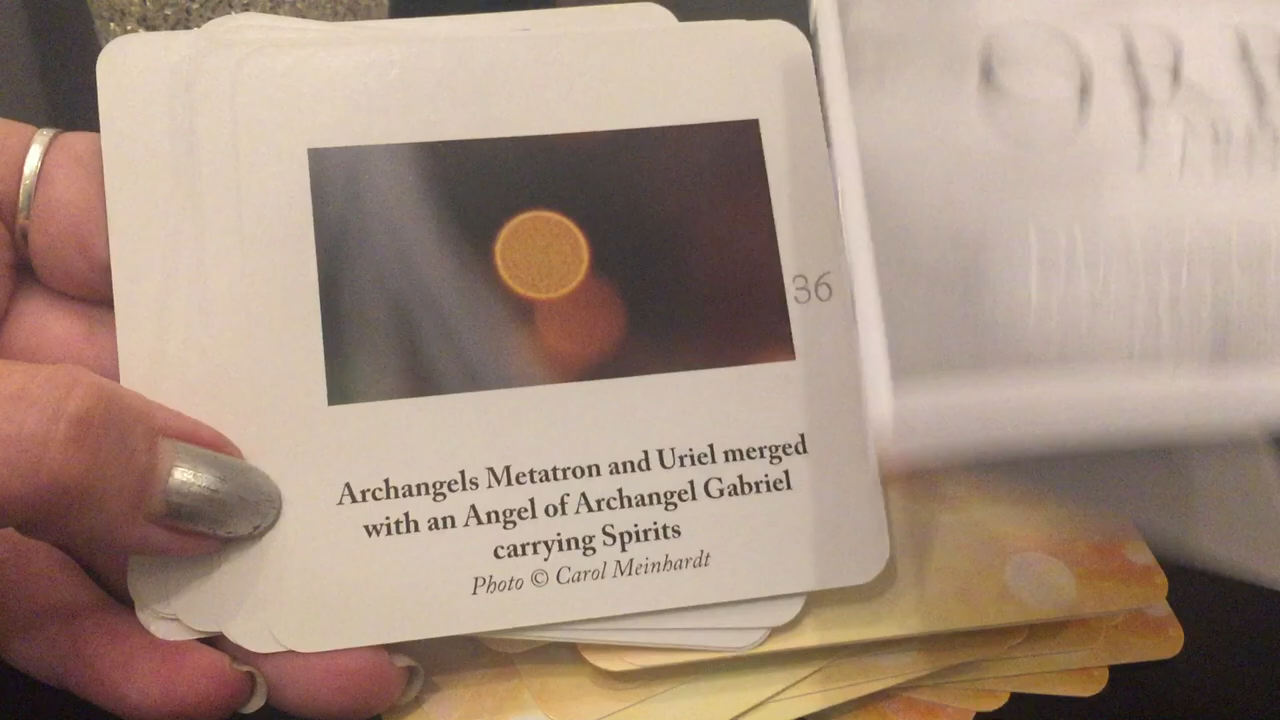 36
Archangels Metatron and Uriel merged
with an Angel of Archangel Gabriel
carrying Spirits
Photo © Carol Meinhardt